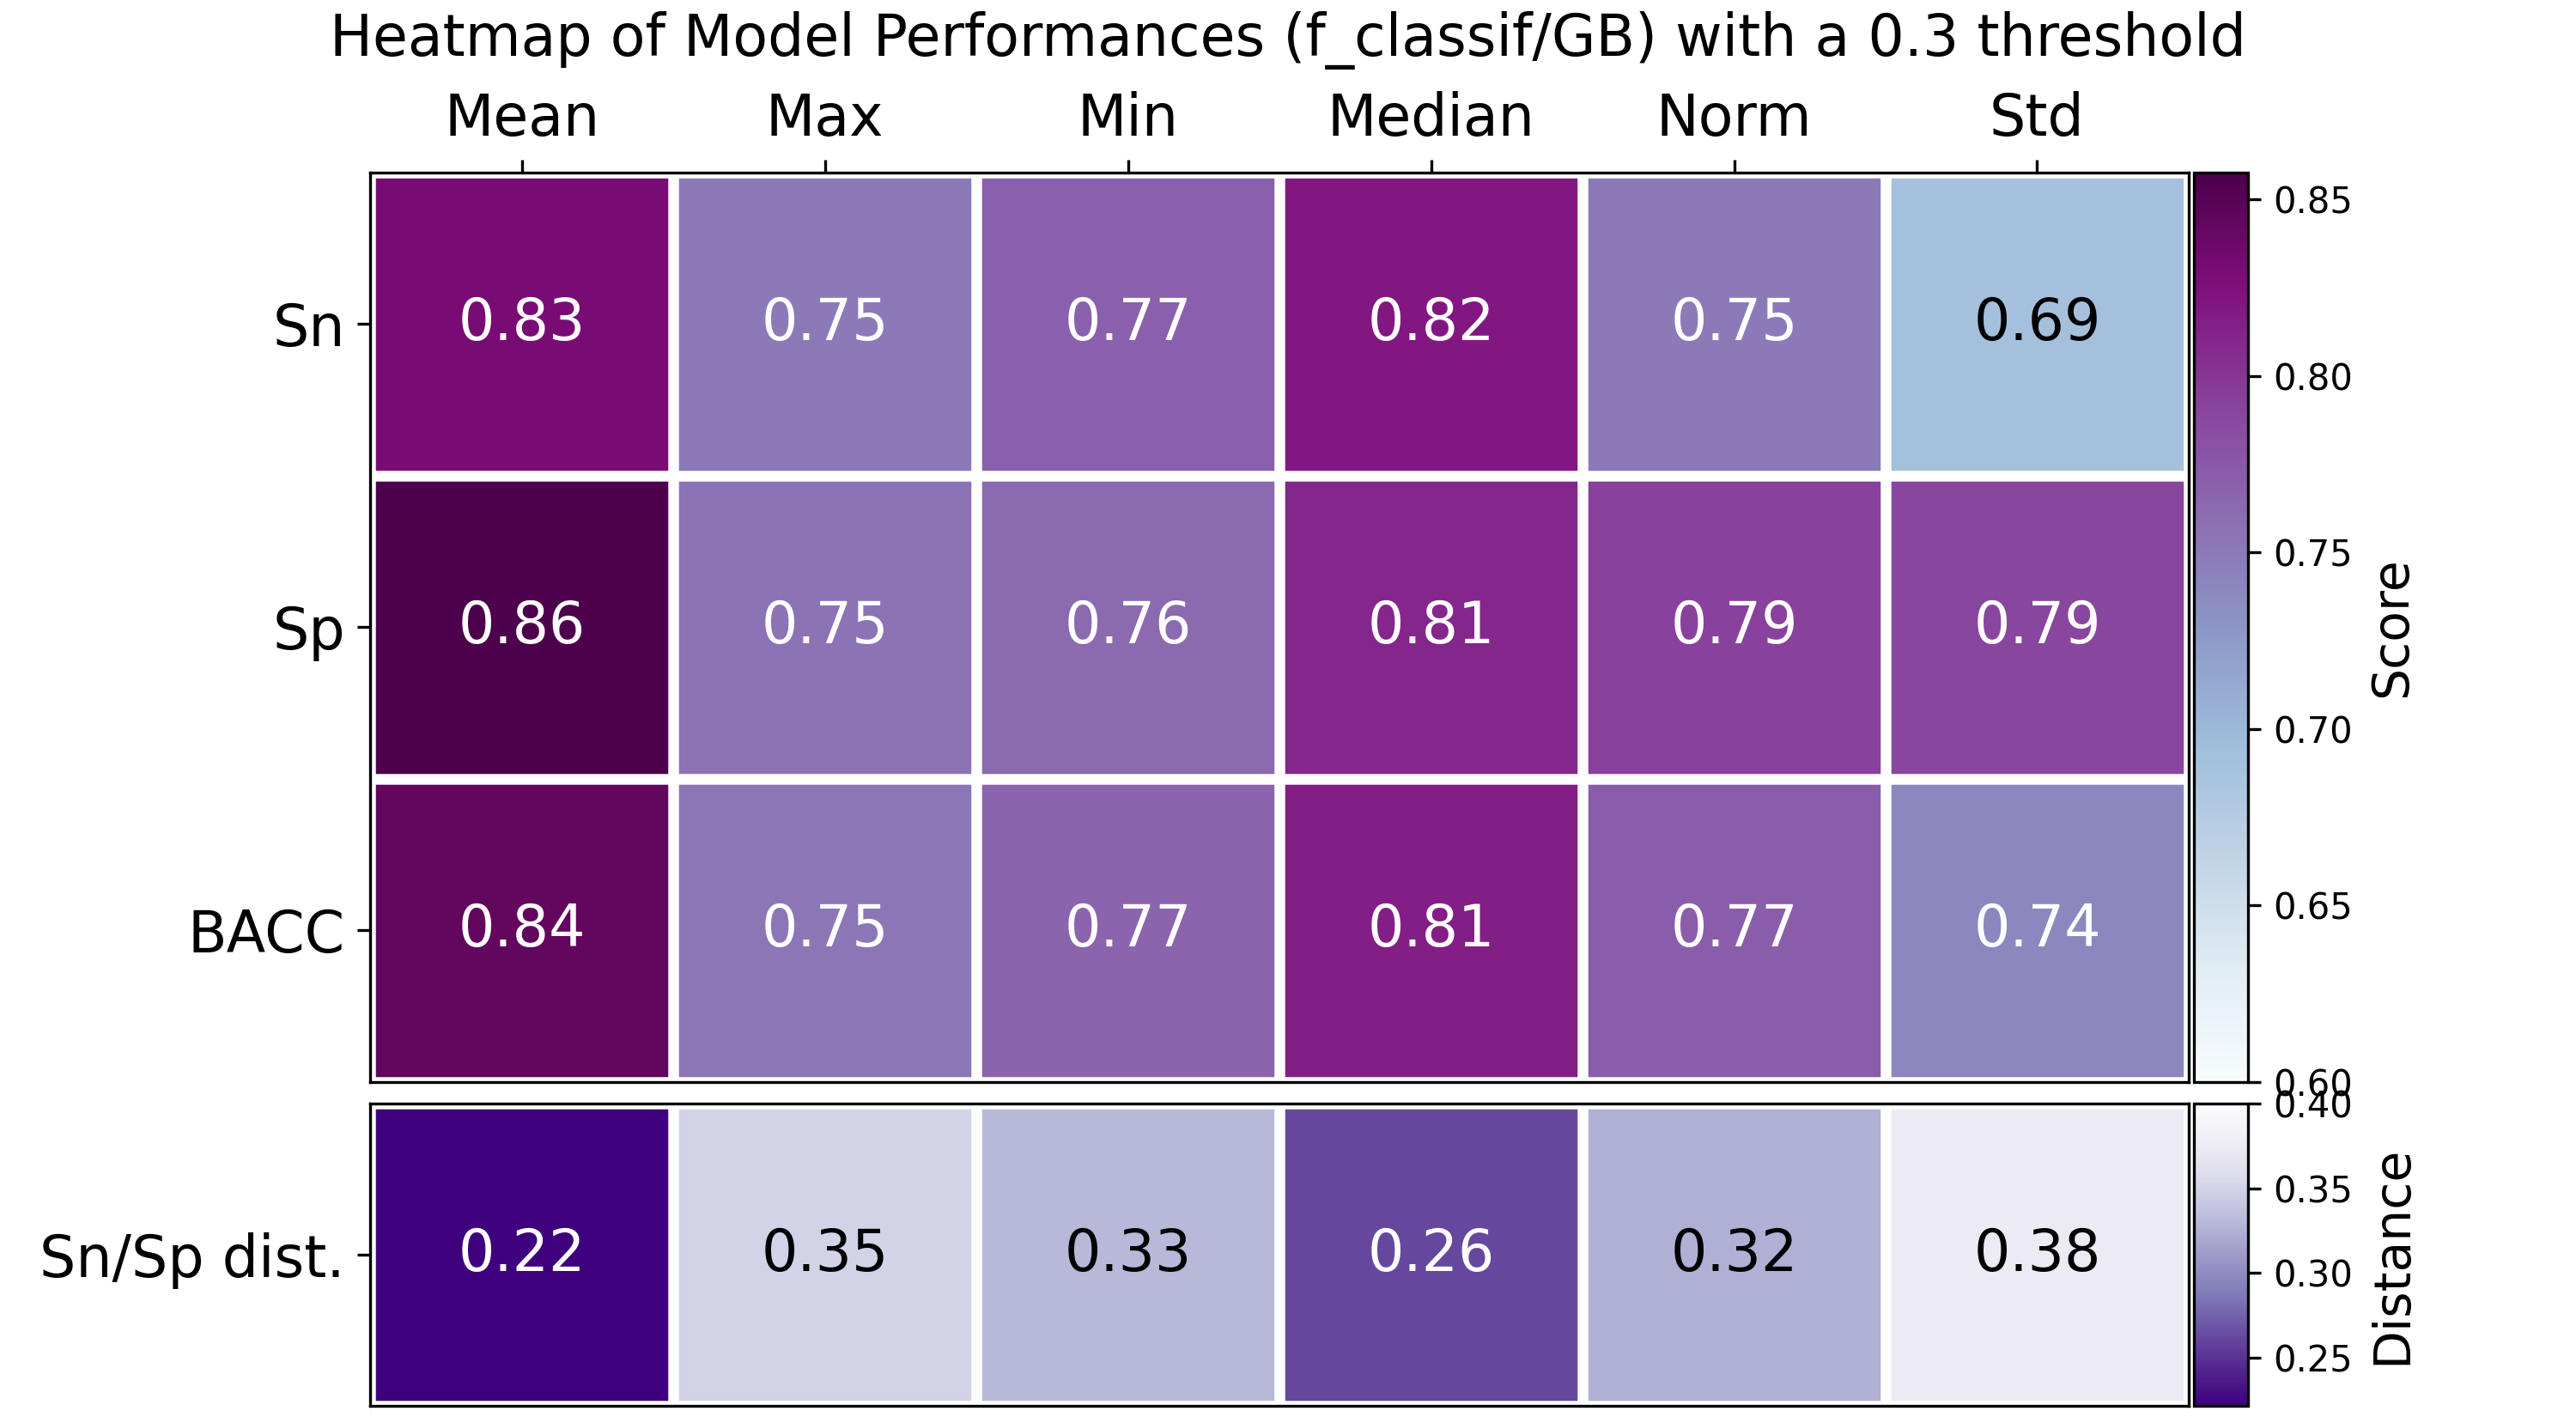 Heatmap of Model Performances (f_classif/GB) with a 0.3 threshold
Mean Max Min Median Norm Std
Sn 0.83 0.75 0.77 0.82 0.75 0.69
Sp 0.86 0.75 0.76 0.81 0.79 0.79
BACC 0.84 0.75 0.77 0.81 0.77 0.74
Sn/Sp dist. 0.22 0.35 0.33 0.26 0.32 0.38
0.85
0.80
0.75
0.70
0.65
0.60
Score
0.40
0.35
0.30
0.25
Distance